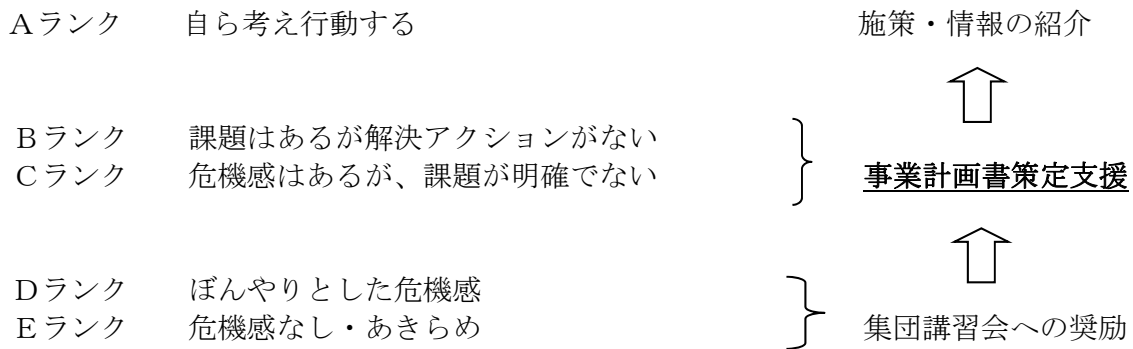 Aランク 自ら考え行動する 施策・情報の紹介
Bランク 課題はあるが解決アクションがない
Cランク 危機感はあるが、課題が明確でない 事業計画書策定支援
Dランク ぼんやりとした危機感
Eランク 危機感なし・あきらめ 集団講習会への奨励